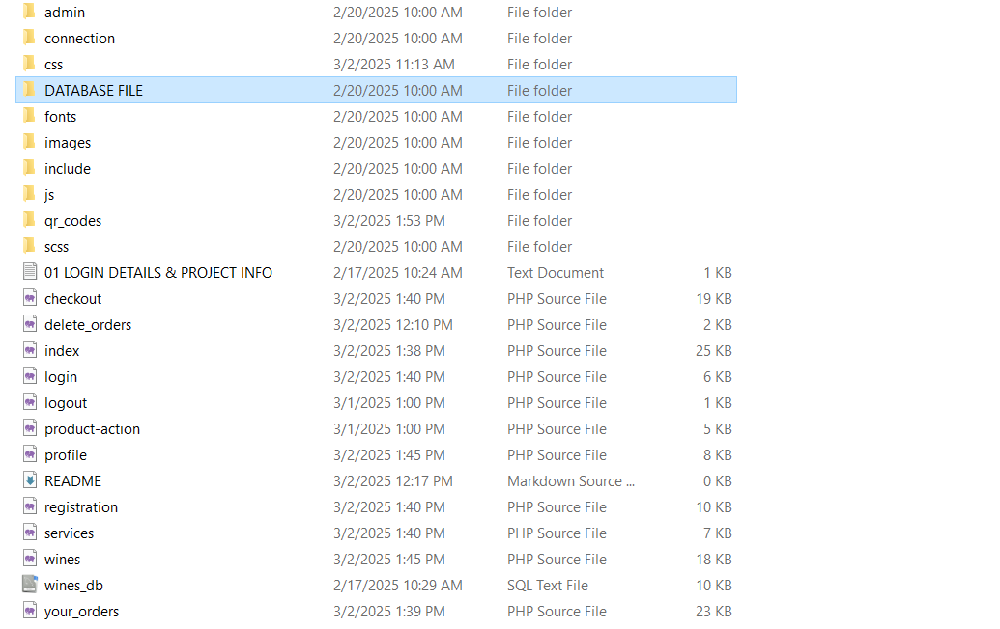 admin 2/20/2025 10:00 AM File folder
connection 2/20/2025 10:00 AM File folder
css 3/2/2025 11:13 AM File folder
DATABASE FILE 2/20/2025 10:00 AM File folder
fonts 2/20/2025 10:00 AM File folder
images 2/20/2025 10:00 AM File folder
include 2/20/2025 10:00 AM File folder
js 2/20/2025 10:00 AM File folder
qr_codes 3/2/2025 1:53 PM File folder
scss 2/20/2025 10:00 AM File folder
01 LOGIN DETAILS & PROJECT INFO 2/17/2025 10:24 AM Text Document 1 KB
checkout 3/2/2025 1:40 PM PHP Source File 19 KB
delete_orders 3/2/2025 12:10 PM PHP Source File 2 KB
index 3/2/2025 1:38 PM PHP Source File 25 KB
login 3/2/2025 1:40 PM PHP Source File 6 KB
logout 3/1/2025 1:00 PM PHP Source File 1 KB
product-action 3/1/2025 1:00 PM PHP Source File 5 KB
profile 3/2/2025 1:45 PM PHP Source File 8 KB
README 3/2/2025 12:17 PM Markdown Source ... 0 KB
registration 3/2/2025 1:40 PM PHP Source File 10 KB
services 3/2/2025 1:40 PM PHP Source File 7 KB
wines 3/2/2025 1:45 PM PHP Source File 18 KB
wines_db 2/17/2025 10:29 AM SQL Text File 10 KB
your_orders 3/2/2025 1:39 PM PHP Source File 23 KB